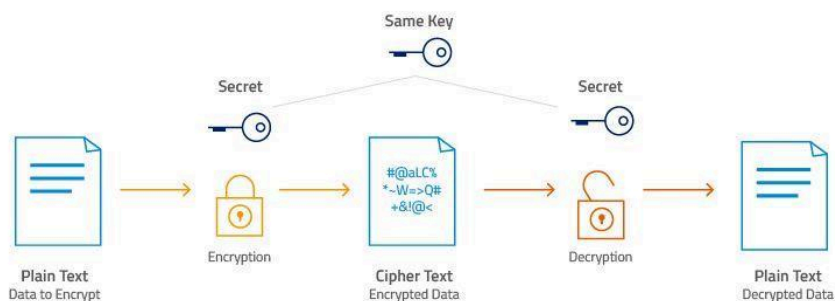 Same Key
Secret
Secret
#@aLC%
*~W=>Q#
+&!@<
Encryption
Decryption
Plain Text
Data to Encrypt
Cipher Text
Encrypted Data
Plain Text
Decrypted Data